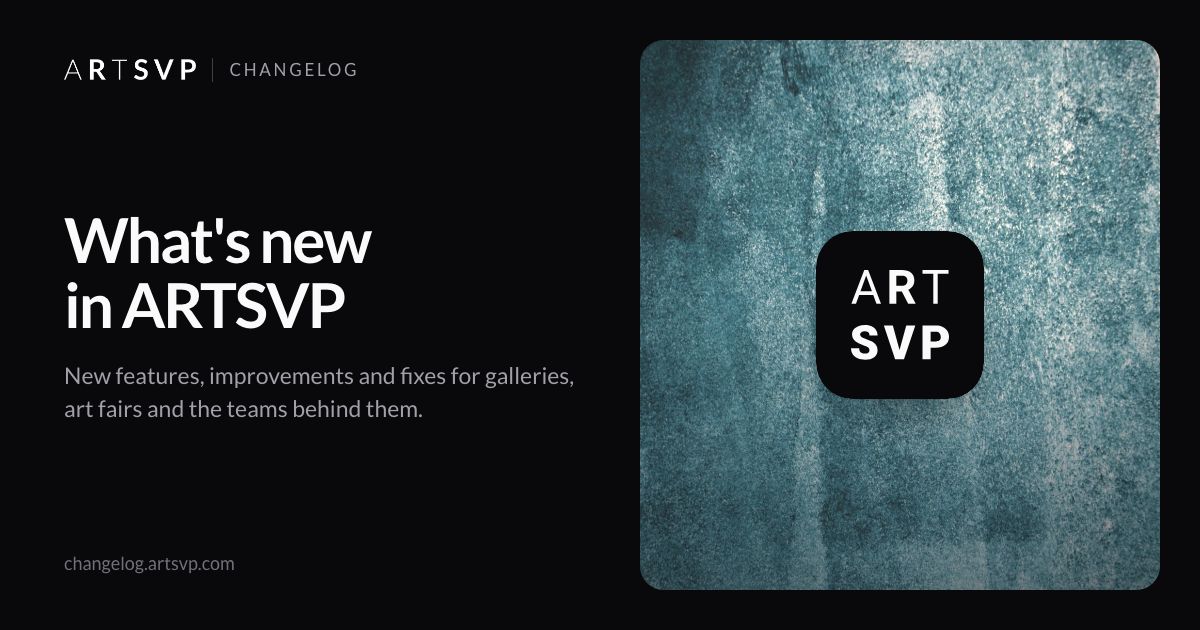 ARTSVP | CHANGELOG
What's new
in ARTSVP
New features, improvements and fixes for galleries,
art fairs and the teams behind them.
changelog.artsvp.com
ART
SVP